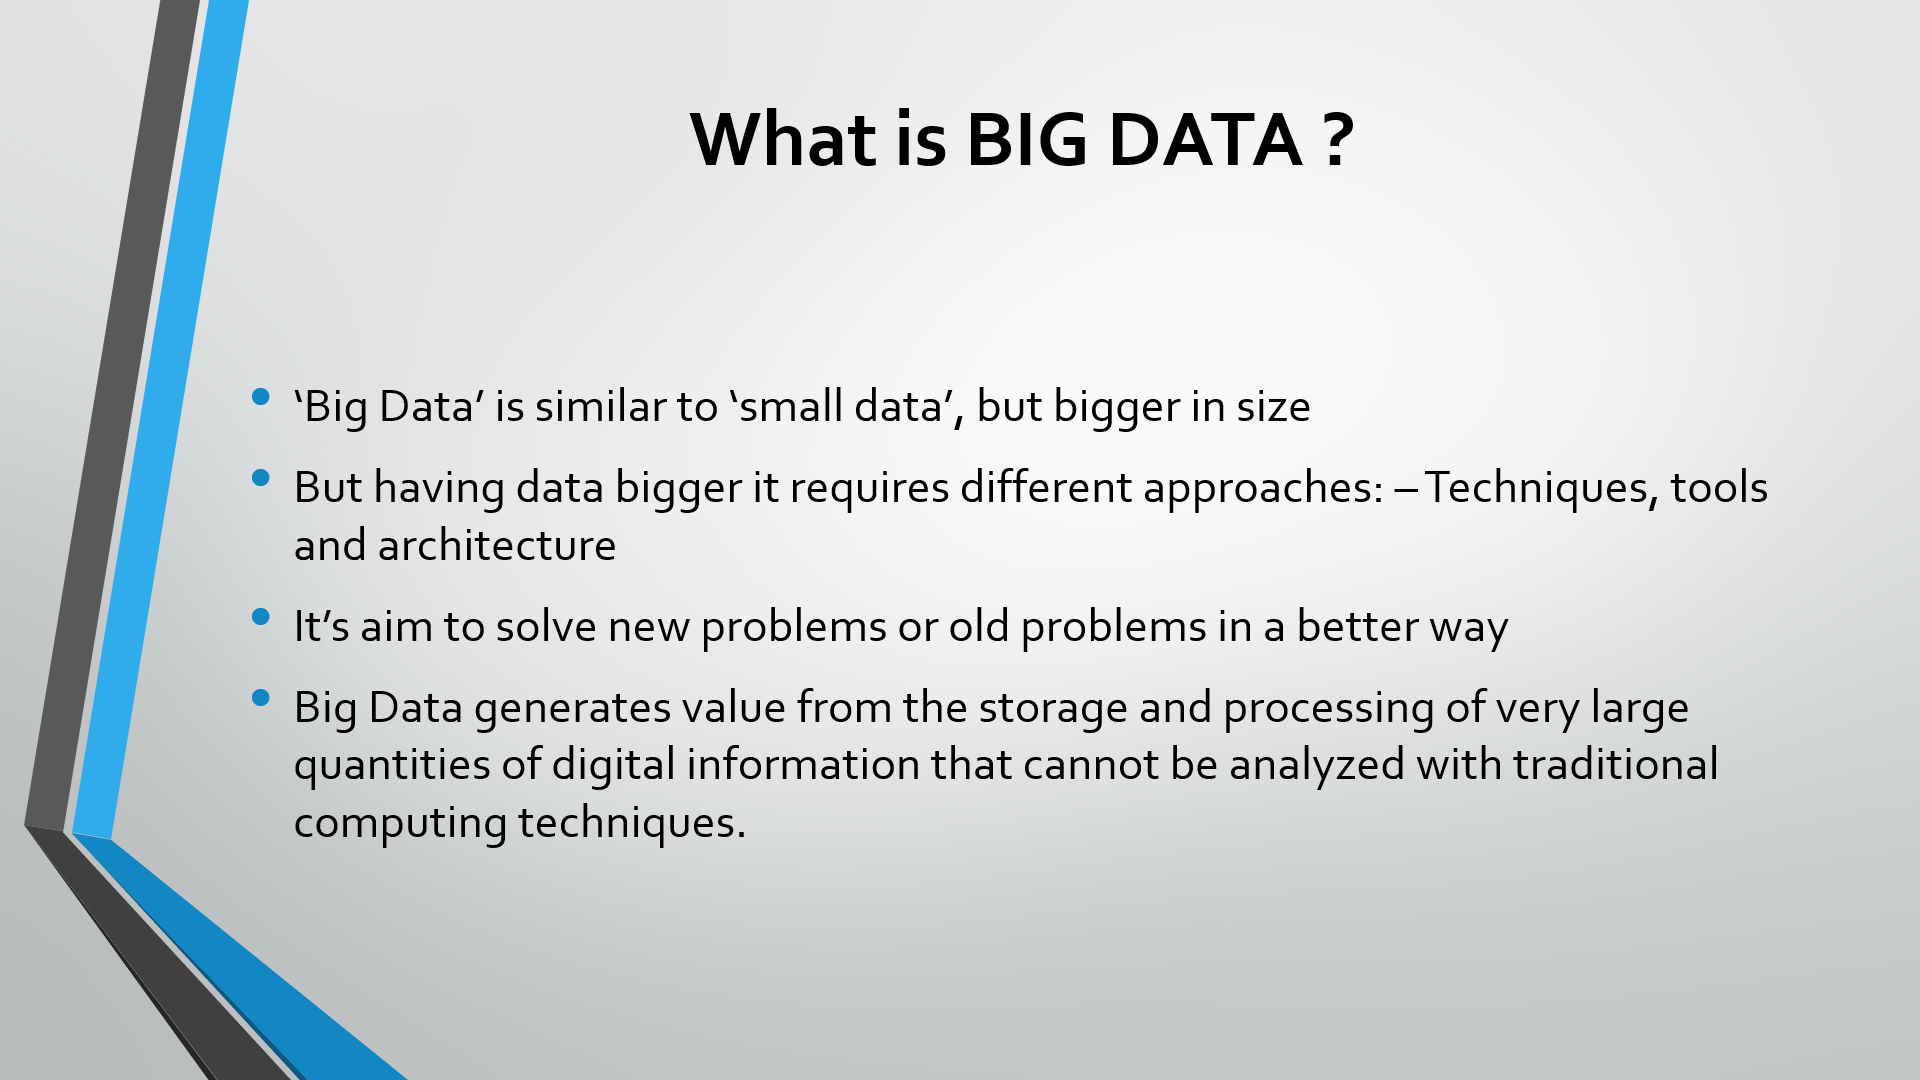 What is BIG DATA ?
• ‘Big Data’ is similar to ‘small data’, but bigger in size
• But having data bigger it requires different approaches: – Techniques, tools
and architecture
• It’s aim to solve new problems or old problems in a better way
• Big Data generates value from the storage and processing of very large
quantities of digital information that cannot be analyzed with traditional
computing techniques.